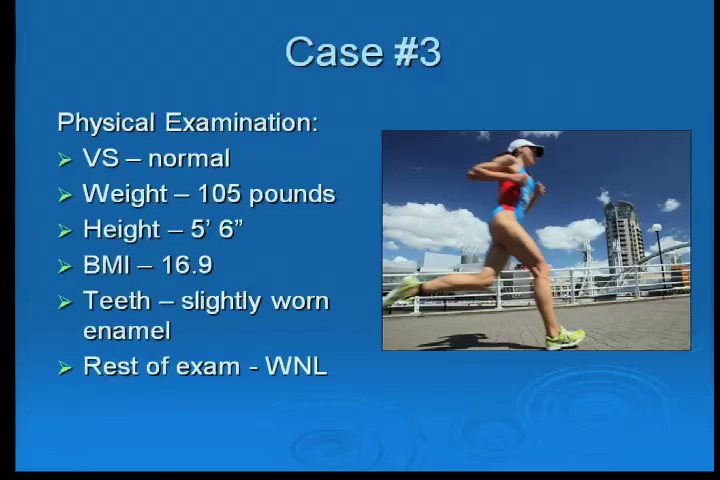 Case #3
Physical Examination:
VS – normal
Weight – 105 pounds
Height – 5’ 6”
BMI – 16.9
Teeth – slightly worn
enamel
Rest of exam - WNL